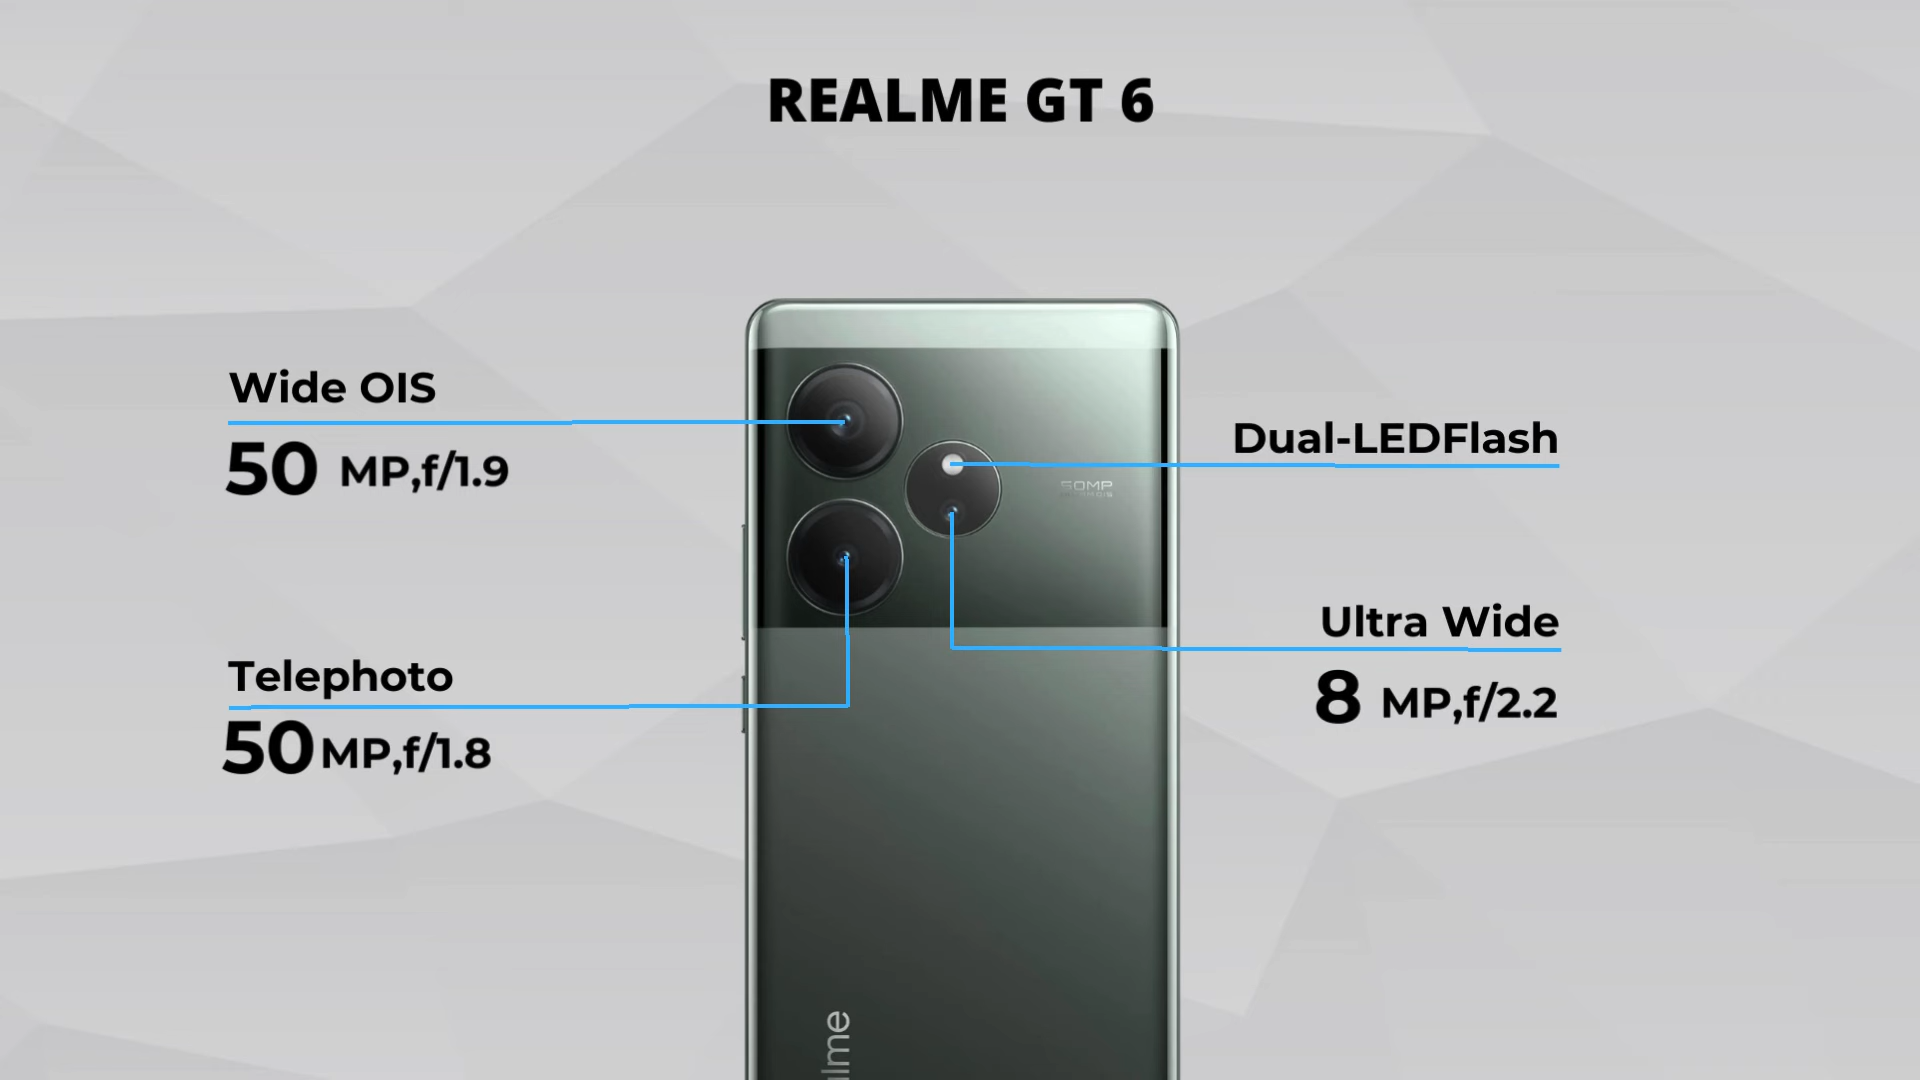 REALME GT 6
Wide OIS
50 MP,f/1.9
Dual-LEDFlash
50MP
OIS
Ultra Wide
8 MP,f/2.2
Telephoto
50MP,f/1.8
lme